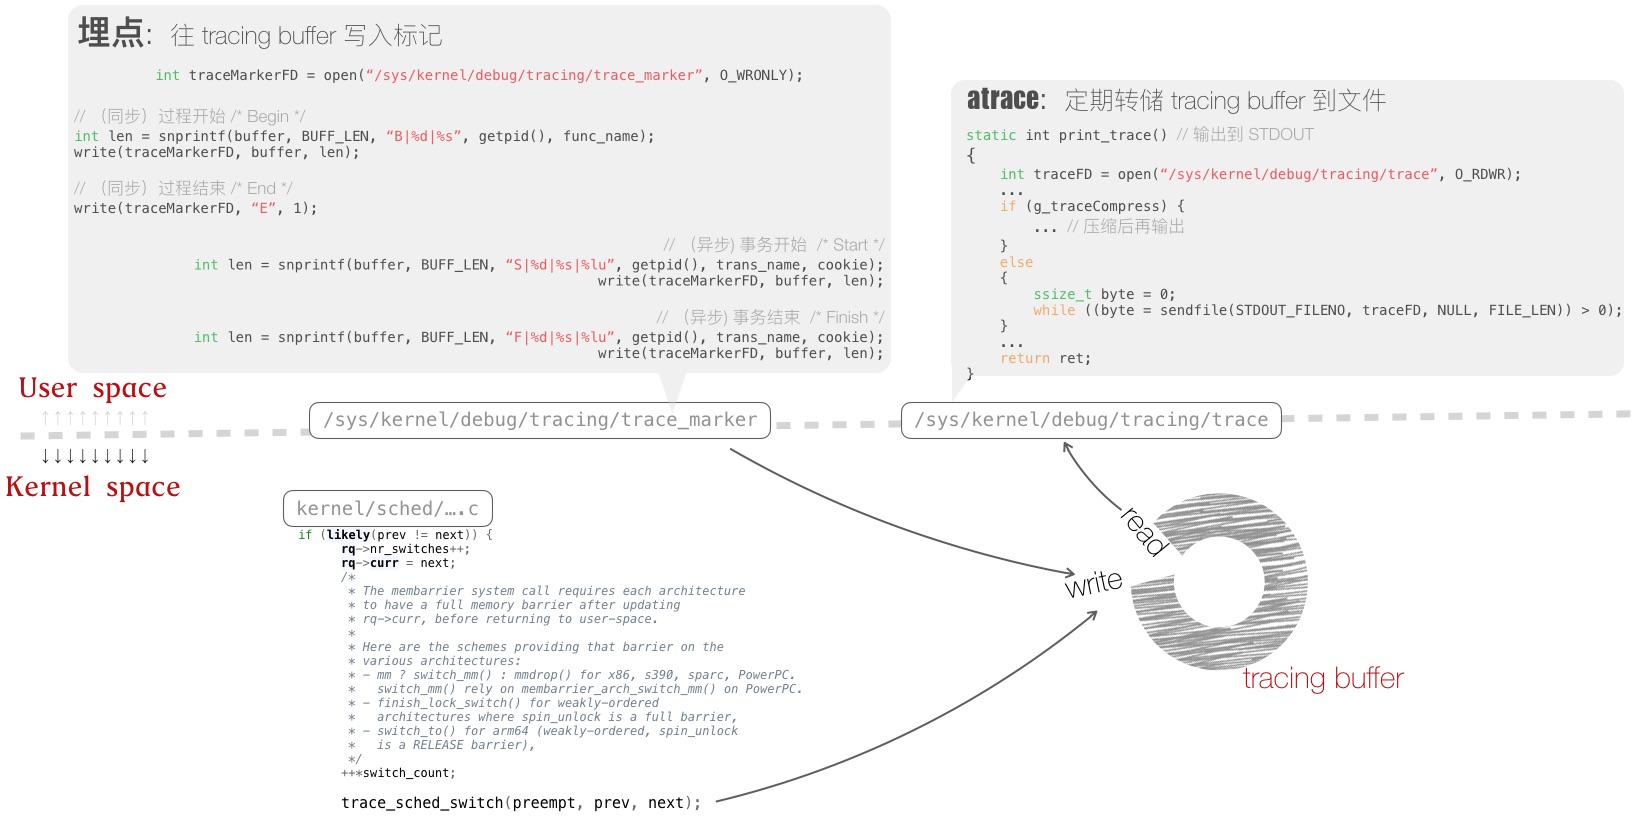 埋点: 往 tracing buffer 写入标记
int traceMarkerFD = open(“/sys/kernel/debug/tracing/trace_marker”, O_WRONLY);
// （同步）过程开始 /* Begin */
int len = snprintf(buffer, BUFF_LEN, “B|%d|%s”, getpid(), func_name);
write(traceMarkerFD, buffer, len);
// （同步）过程结束 /* End */
write(traceMarkerFD, “E”, 1);
// （异步) 事务开始 /* Start */
int len = snprintf(buffer, BUFF_LEN, “S|%d|%s|%lu”, getpid(), trans_name, cookie);
write(traceMarkerFD, buffer, len);
// （异步) 事务结束 /* Finish */
int len = snprintf(buffer, BUFF_LEN, “F|%d|%s|%lu”, getpid(), trans_name, cookie);
write(traceMarkerFD, buffer, len);
atrace: 定期转储 tracing buffer 到文件
static int print_trace() // 输出到 STDOUT
{
int traceFD = open(“/sys/kernel/debug/tracing/trace”, O_RDWR);
...
if (g_traceCompress) {
... // 压缩后再输出
}
else
{
ssize_t byte = 0;
while ((byte = sendfile(STDOUT_FILENO, traceFD, NULL, FILE_LEN)) > 0);
}
...
return ret;
}
User space
↑↑↑↑↑↑↑↑↑
/sys/kernel/debug/tracing/trace_marker
/sys/kernel/debug/tracing/trace
↓↓↓↓↓↓↓↓↓
Kernel space
kernel/sched/….c
if (likely(prev != next)) {
rq->nr_switches++;
rq->curr = next;
/*
* The membarrier system call requires each architecture
* to have a full memory barrier after updating
* rq->curr, before returning to user-space.
*
* Here are the schemes providing that barrier on the
* various architectures:
* - mm ? switch_mm() : mmdrop() for x86, s390, sparc, PowerPC.
*   switch_mm() rely on membarrier_arch_switch_mm() on PowerPC.
* - finish_lock_switch() for weakly-ordered
*   architectures where spin_unlock is a full barrier,
* - switch_to() for arm64 (weakly-ordered, spin_unlock
*   is a RELEASE barrier),
*/
++*switch_count;
trace_sched_switch(preempt, prev, next);
read
write
tracing buffer